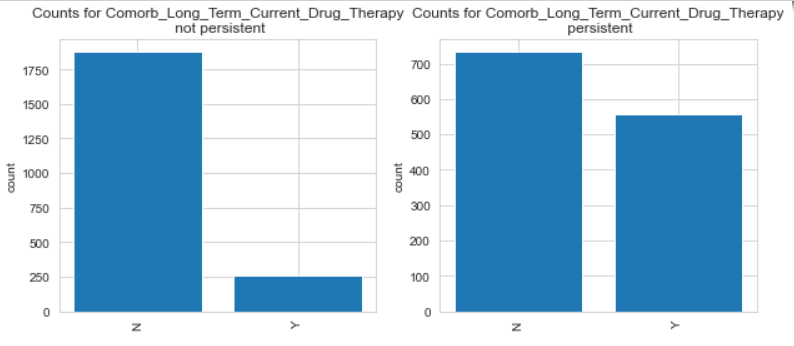 Counts for Comorb_Long_Term_Current_Drug_Therapy
not persistent
count
1750
1500
1250
1000
750
500
250
0
N
Y
Counts for Comorb_Long_Term_Current_Drug_Therapy
persistent
count
700
600
500
400
300
200
100
0
N
Y